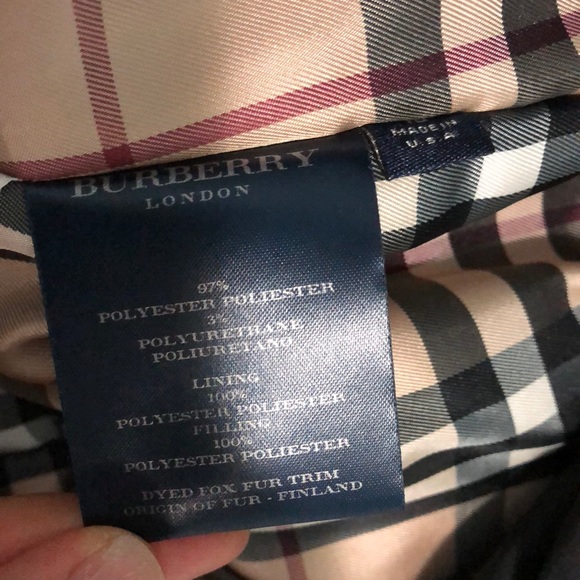 MADE IN
U.S.A
BURBERRY
LONDON
97%
POLYESTER POLIESTER
3%
POLYURETHANE
POLIURETANO
LINING
100%
POLYESTER POLIESTER
FILLING
100%
POLYESTER POLIESTER
DYED FOX FUR TRIM
ORIGIN OF FUR - FINLAND